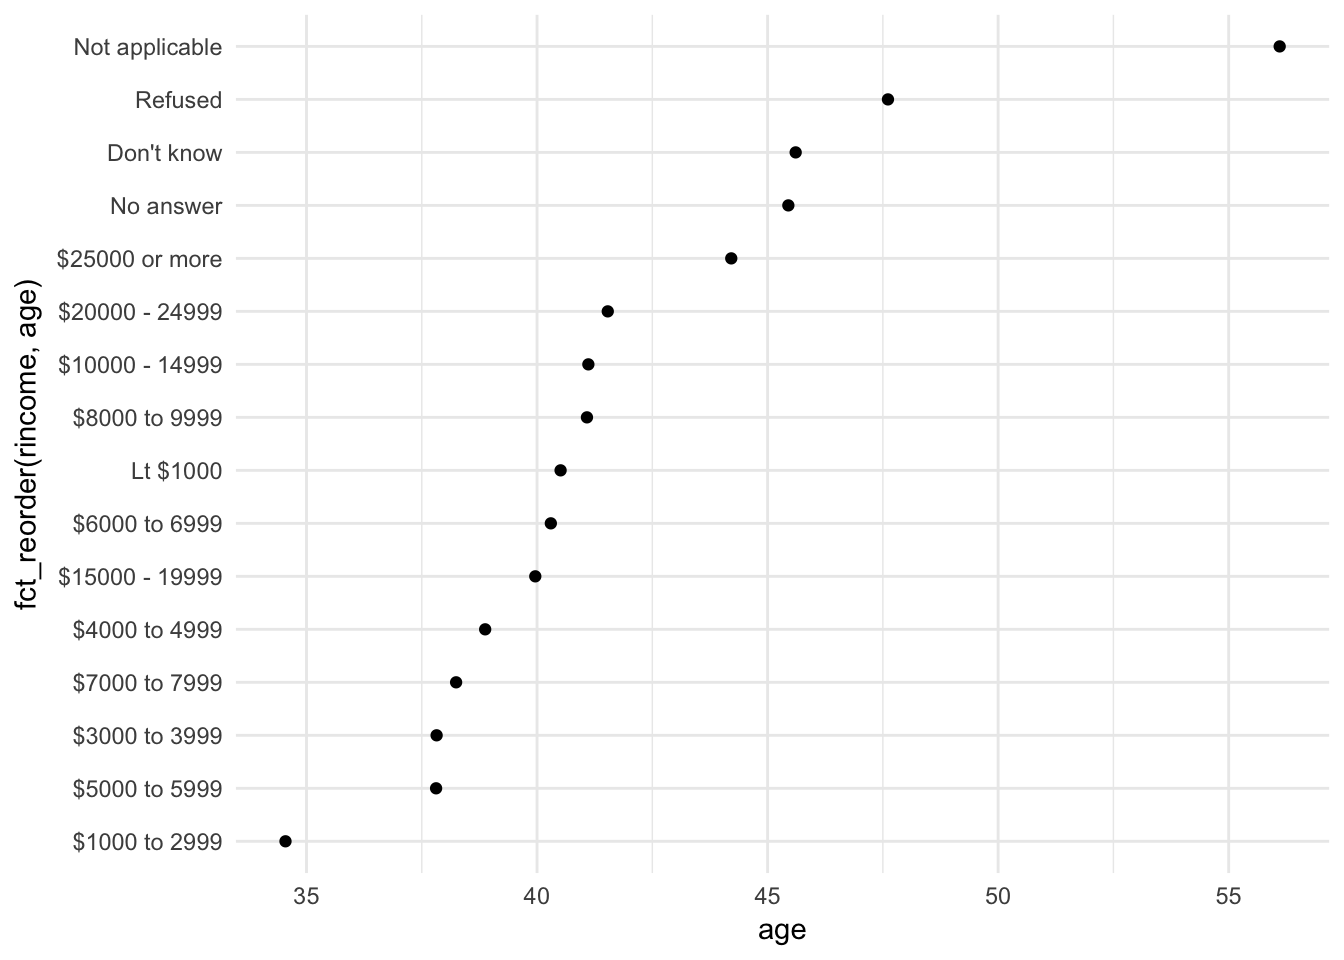 Not applicable
Refused
Don't know
No answer
$25000 or more
$20000 - 24999
$10000 - 14999
$8000 to 9999
Lt $1000
$6000 to 6999
$15000 - 19999
$4000 to 4999
$7000 to 7999
$3000 to 3999
$5000 to 5999
$1000 to 2999
fct_reorder(rincome, age)
35 40 45 50 55
age